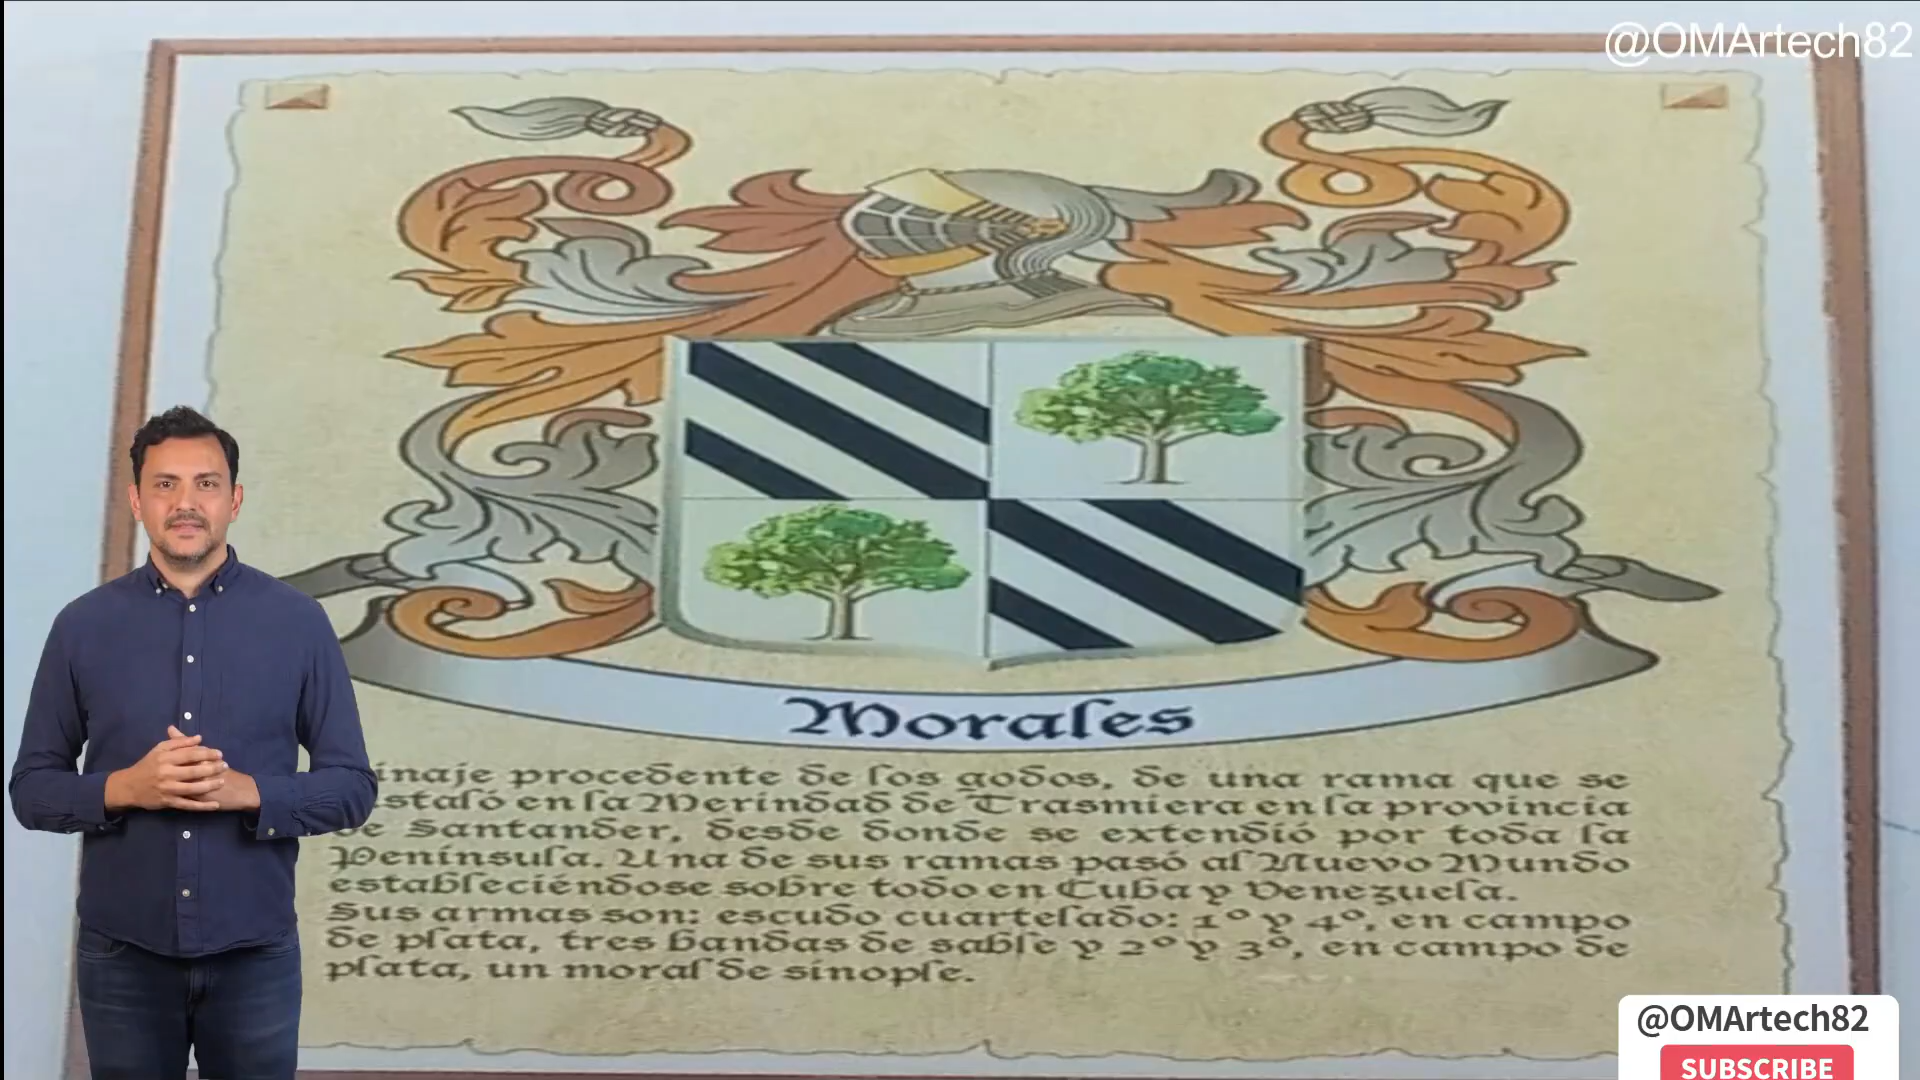 @OMArtech82
Morales
inaje procedente de los godos, de una rama que se
staló en la Merindad de Trasmiera en la provincia
de Santander, desde donde se extendió por toda la
Península. Una de sus ramas pasó al Nuevo Mundo
estableciéndose sobre todo en Cuba y Venezuela.
Sus armas son: escudo cuartelado: 1º y 4º, en campo
de plata, tres bandas de sable y 2º y 3º, en campo de
plata, un moral de sinople.
@OMArtech82
SUBSCRIBE